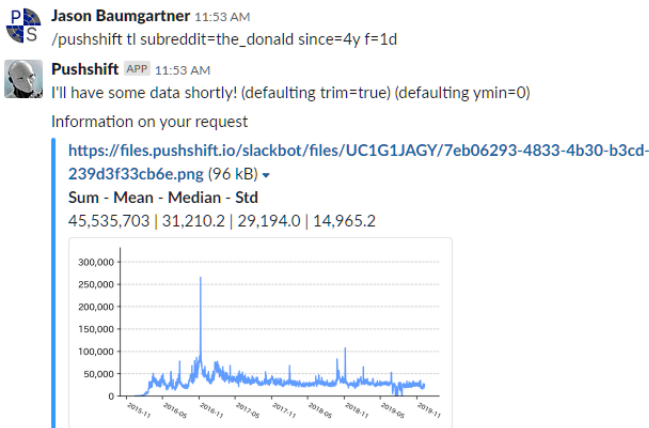 PS
Jason Baumgartner 11:53 AM
/pushshift tl subreddit=the_donald since=4y f=1d
Pushshift APP 11:53 AM
I'll have some data shortly! (defaulting trim=true) (defaulting ymin=0)
Information on your request
https://files.pushshift.io/slackbot/files/UC1G1JAGY/7eb06293-4833-4b30-b3cd-
239d3f33cb6e.png (96 kB)
Sum - Mean - Median - Std
45,535,703 | 31,210.2 | 29,194.0 | 14,965.2
300,000
250,000
200,000
150,000
100,000
50,000
0
2015-11 2016-05 2016-11 2017-05 2017-11 2018-05 2018-11 2019-05 2019-11